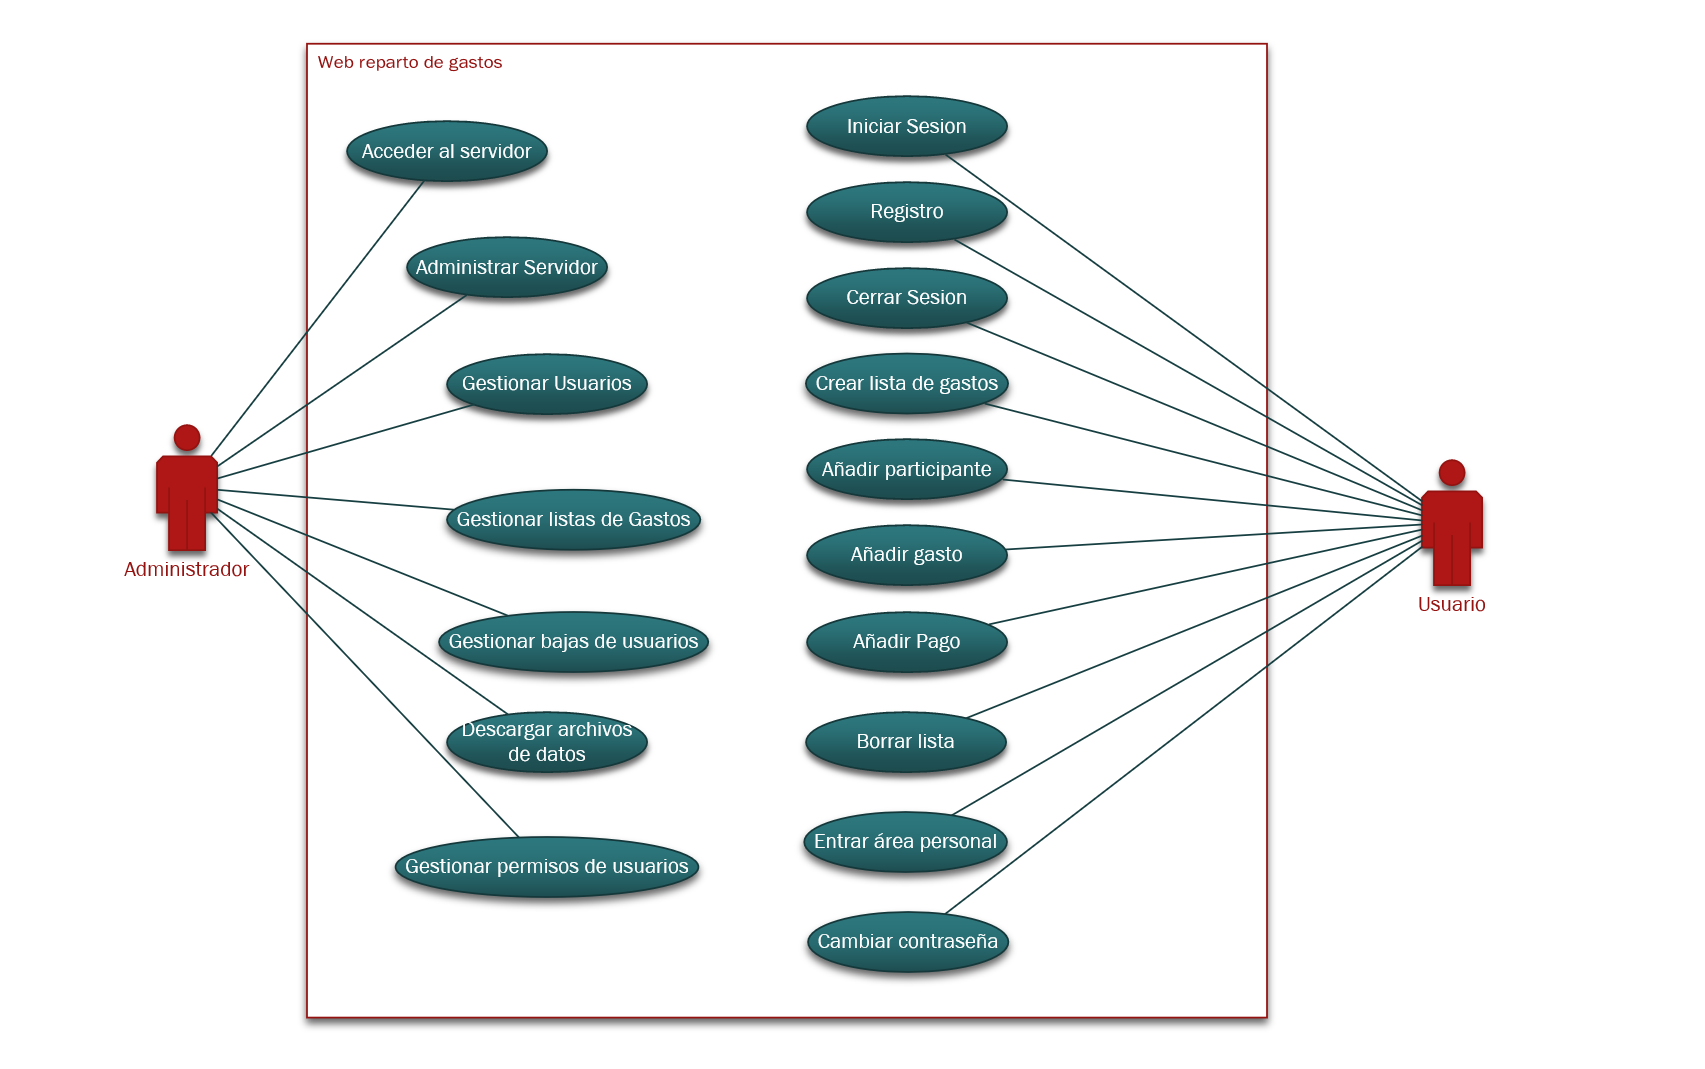 Web reparto de gastos
Acceder al servidor
Administrar Servidor
Gestionar Usuarios
Gestionar listas de Gastos
Gestionar bajas de usuarios
Descargar archivos
de datos
Gestionar permisos de usuarios
Administrador
Iniciar Sesion
Registro
Cerrar Sesion
Crear lista de gastos
Añadir participante
Añadir gasto
Añadir Pago
Borrar lista
Entrar área personal
Cambiar contraseña
Usuario